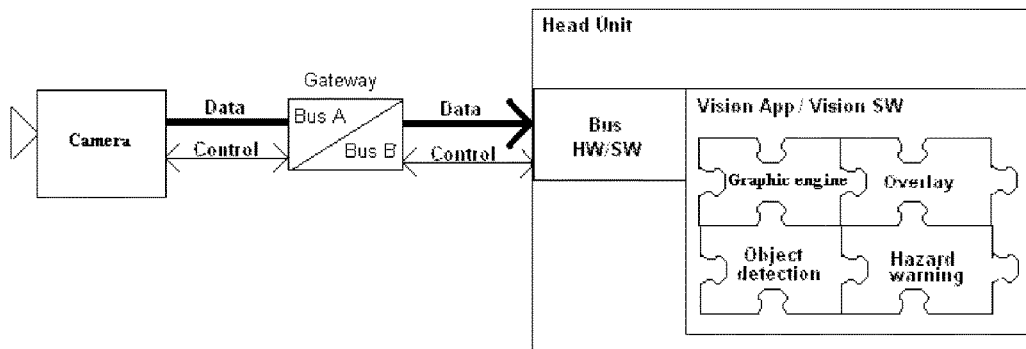 Head Unit
Gateway
Camera
Data
Control
Bus A
Bus B
Data
Control
Bus
HW/SW
Vision App / Vision SW
Graphic engine
Overlay
Object
detection
Hazard
warning